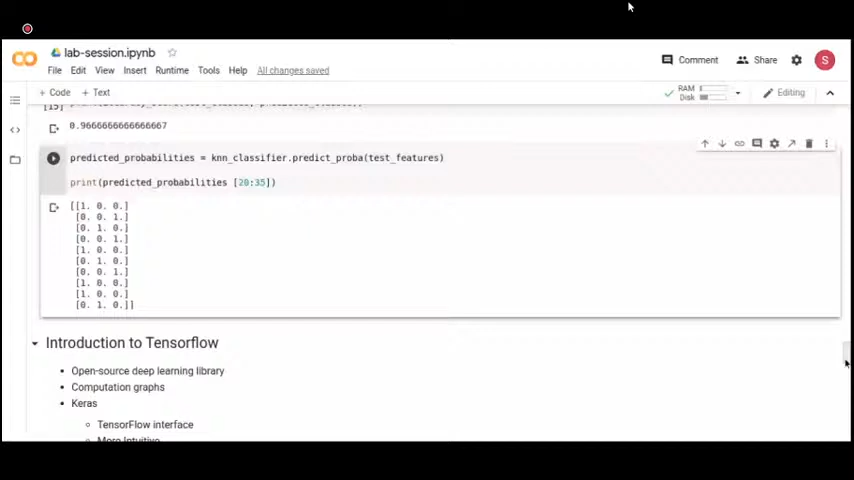 lab-session.ipynb
File Edit View Insert Runtime Tools Help All changes saved
Comment Share S
+ Code + Text
RAM
Disk
Editing
[15]
0.9666666666666667
predicted_probabilities = knn_classifier.predict_proba(test_features)
print(predicted_probabilities [20:35])
[[1. 0. 0.]
[0. 0. 1.]
[0. 1. 0.]
[0. 0. 1.]
[1. 0. 0.]
[0. 1. 0.]
[0. 0. 1.]
[1. 0. 0.]
[1. 0. 0.]
[0. 1. 0.]]
Introduction to Tensorflow
Open-source deep learning library
Computation graphs
Keras
TensorFlow interface
More Intuitive